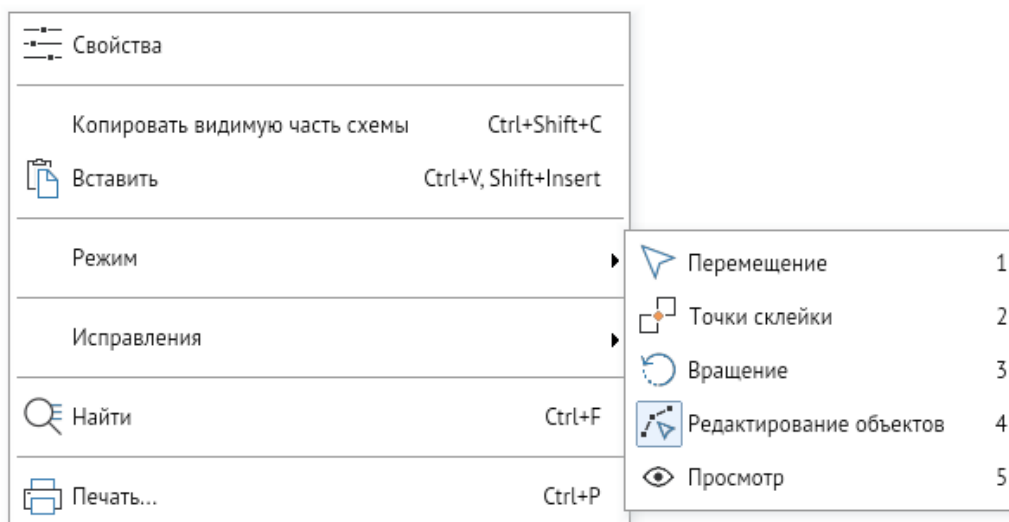 Свойства
Копировать видимую часть схемы Ctrl+Shift+C
Вставить Ctrl+V, Shift+Insert
Режим
Исправления
Найти Ctrl+F
Печать... Ctrl+P
Перемещение 1
Точки склейки 2
Вращение 3
Редактирование объектов 4
Просмотр 5